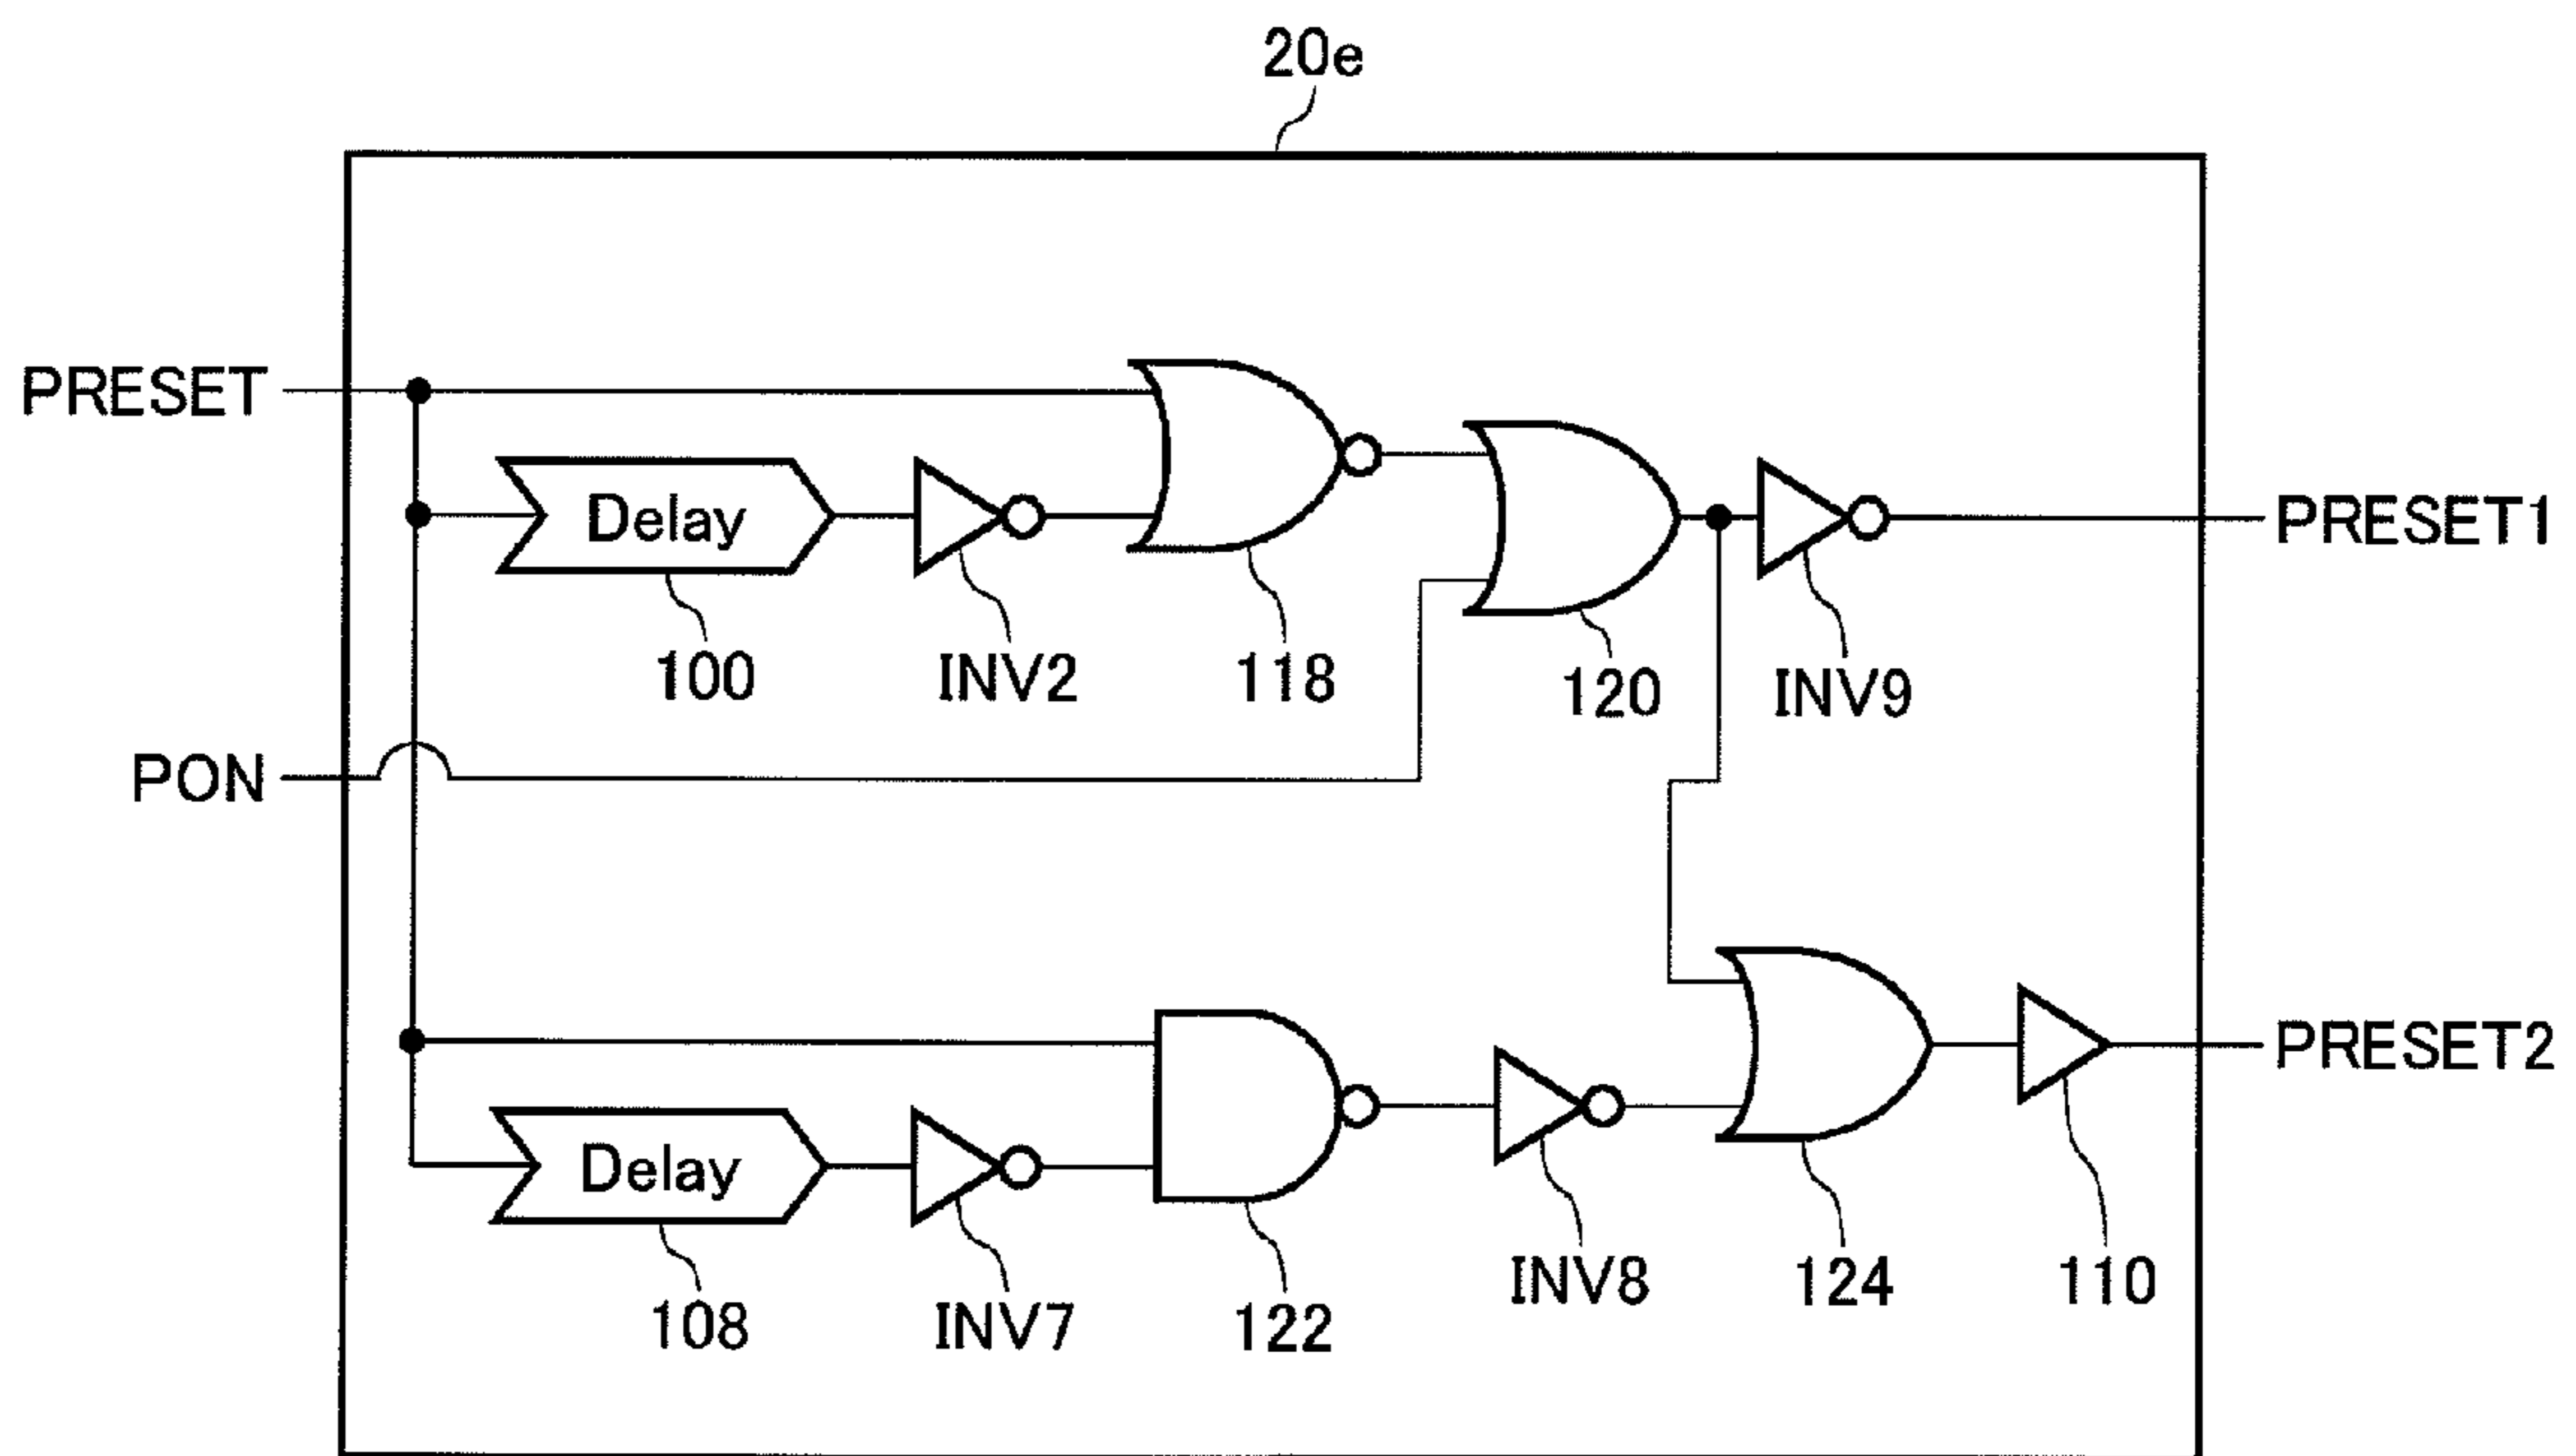 20e
PRESET
Delay
PRESET1
100
INV2
118
120
INV9
PON
PRESET2
Delay
108
INV7
122
INV8
124
110